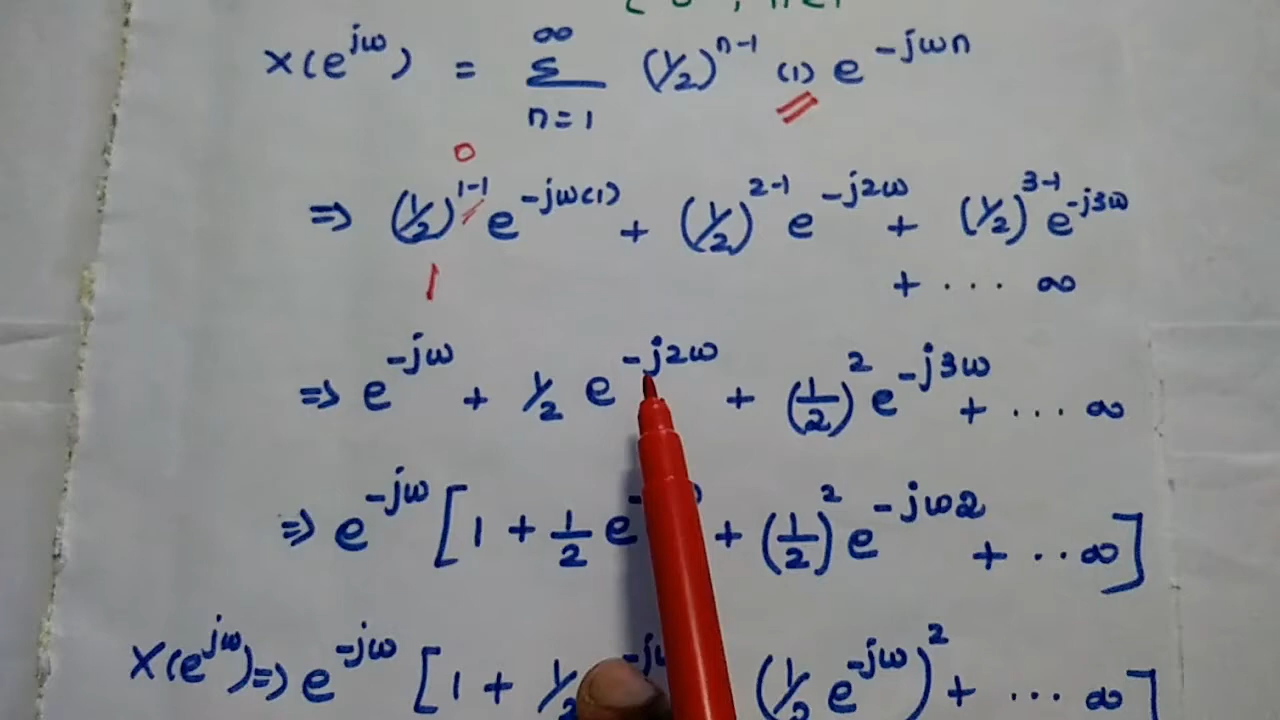 X(e^jω) = Σ_{n=1}^{∞} (1/2)^{n-1} (1) e^{-jωn}
0
⇒ (1/2)^{1-1} e^{-jω(1)} + (1/2)^{2-1} e^{-j2ω} + (1/2)^{3-1} e^{-j3ω}
1
+ ... ∞
⇒ e^{-jω} + 1/2 e^{-j2ω} + (1/2)^2 e^{-j3ω} + ... ∞
⇒ e^{-jω} [1 + 1/2 e + (1/2)^2 e^{-jω2} + .. ∞]
X(e^jω) ⇒ e^{-jω} [1 + 1/2 (1/2 e^{-jω})^2 + ... ∞]